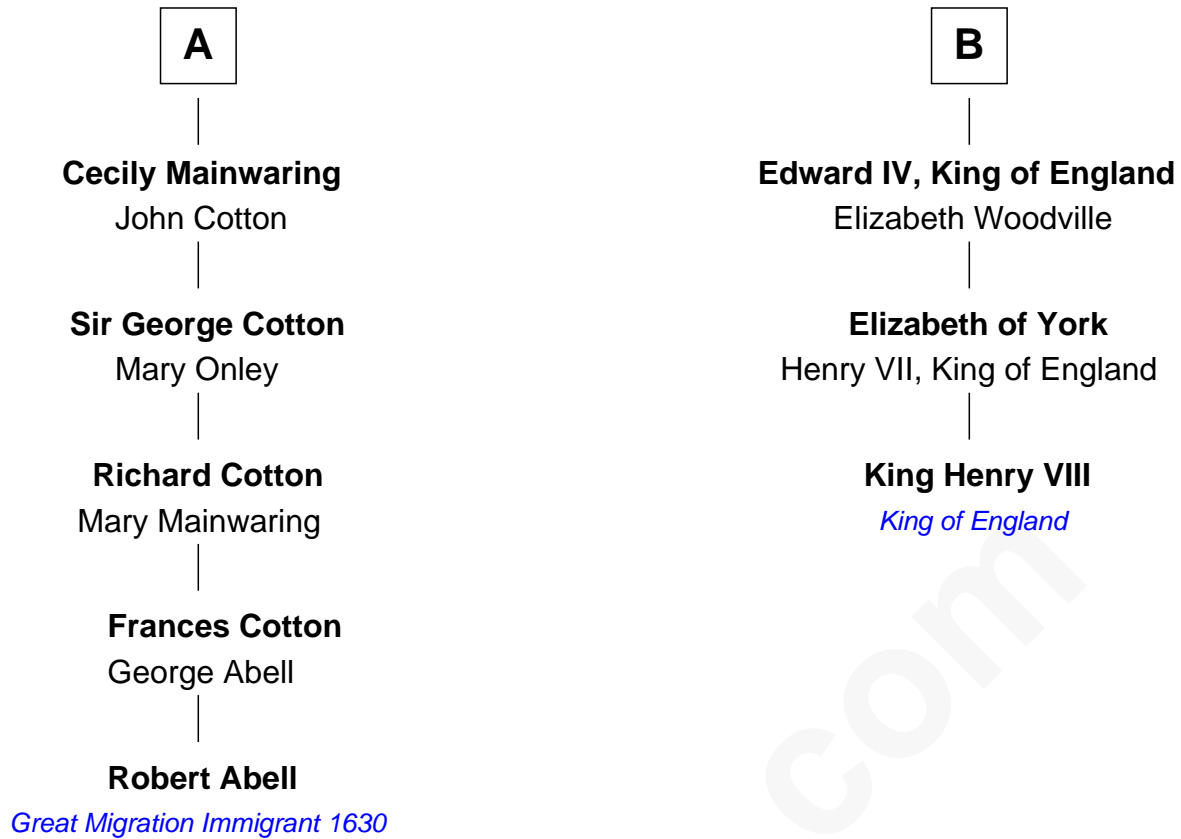 A
Cecily Mainwaring
John Cotton
Sir George Cotton
Mary Onley
Richard Cotton
Mary Mainwaring
Frances Cotton
George Abell
Robert Abell
Great Migration Immigrant 1630
B
Edward IV, King of England
Elizabeth Woodville
Elizabeth of York
Henry VII, King of England
King Henry VIII
King of England
com